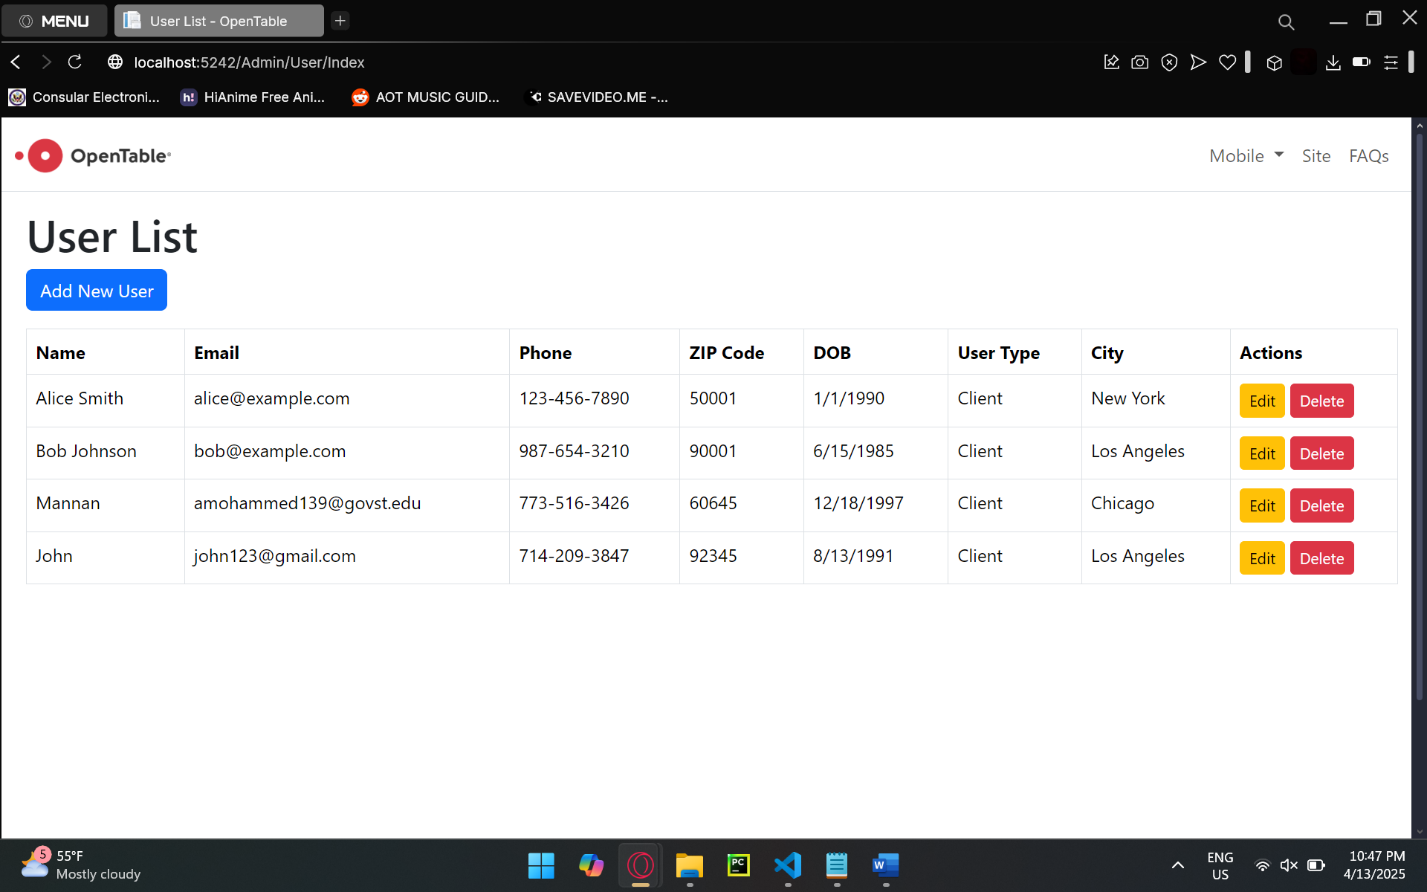 MENU
User List - OpenTable
localhost:5242/Admin/User/Index
Consular Electroni...
h!
HiAnime Free Ani...
AOT MUSIC GUID...
SAVEVIDEO.ME -...
OpenTable®
Mobile
Site
FAQs
User List
Add New User
Name Email Phone ZIP Code DOB User Type City Actions
Alice Smith alice@example.com 123-456-7890 50001 1/1/1990 Client New York Edit Delete
Bob Johnson bob@example.com 987-654-3210 90001 6/15/1985 Client Los Angeles Edit Delete
Mannan amohammed139@govst.edu 773-516-3426 60645 12/18/1997 Client Chicago Edit Delete
John john123@gmail.com 714-209-3847 92345 8/13/1991 Client Los Angeles Edit Delete
5
55°F
Mostly cloudy
PC
W
ENG
US
10:47 PM
4/13/2025